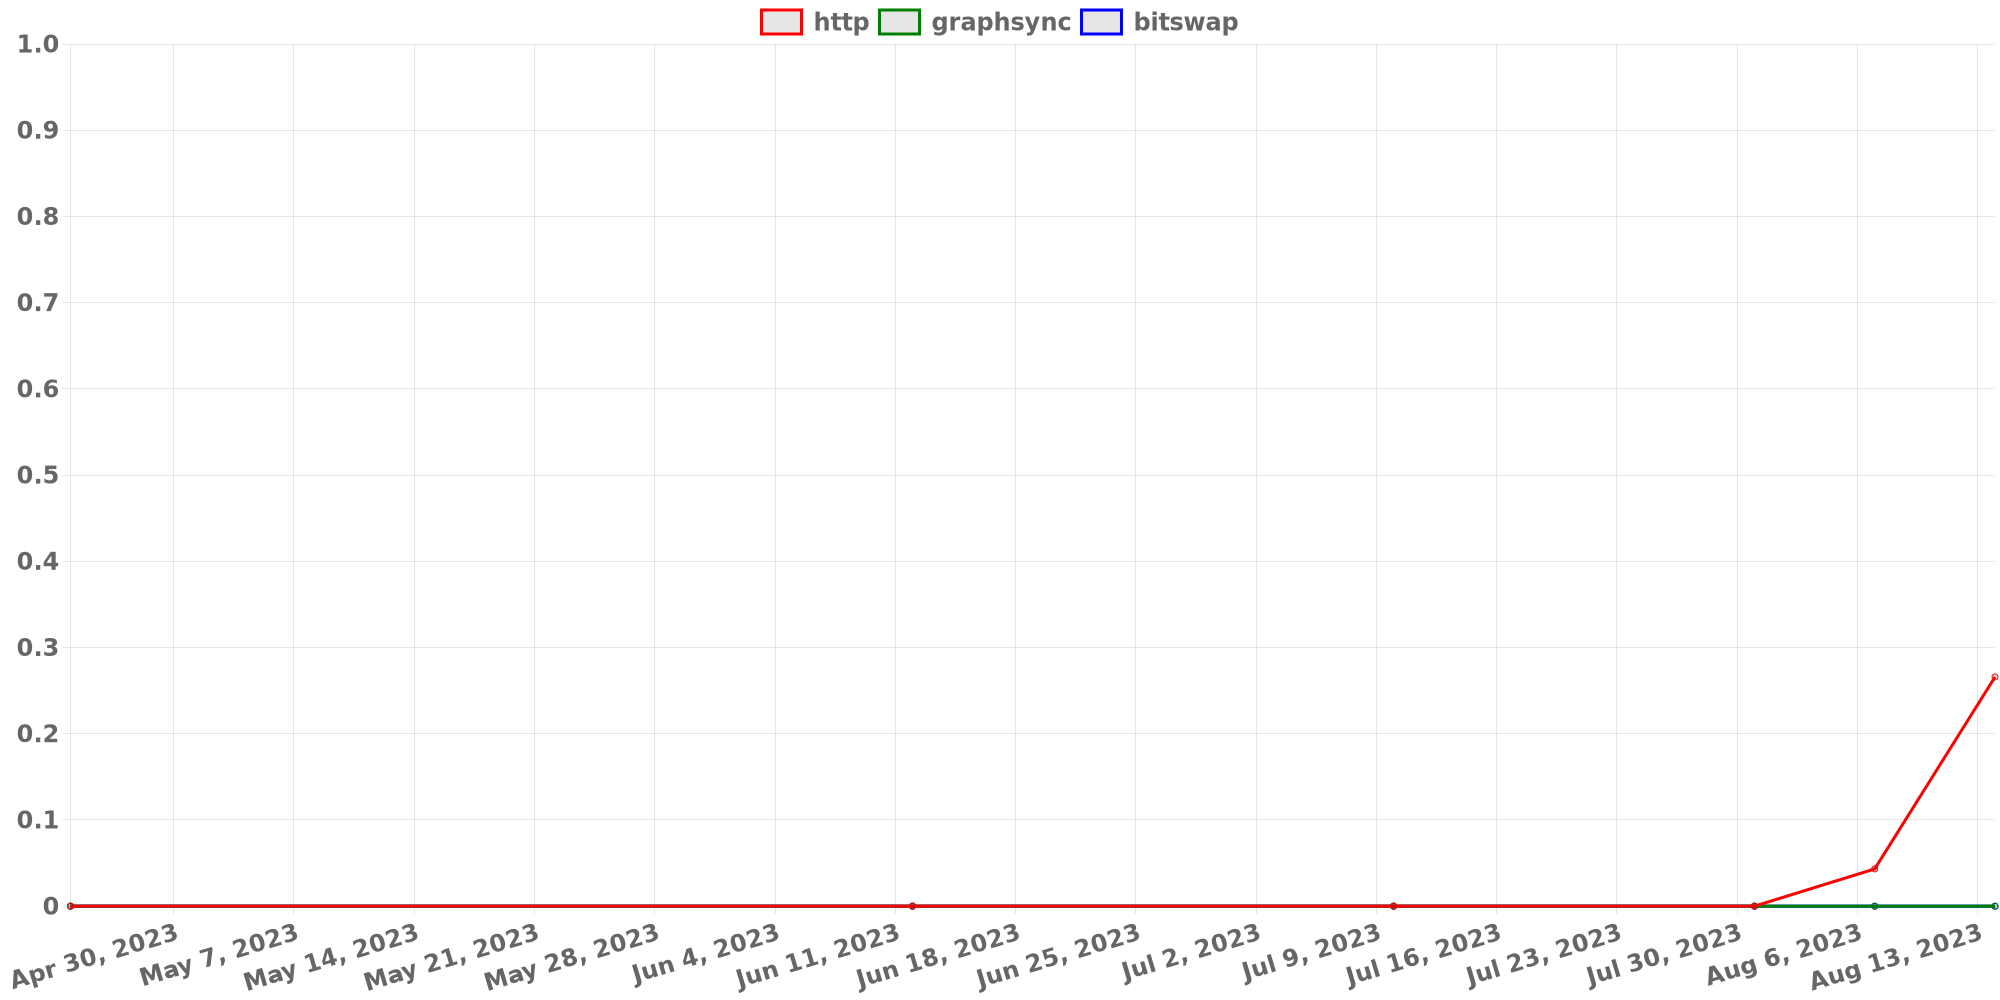 http graphsync bitswap
1.0
0.9
0.8
0.7
0.6
0.5
0.4
0.3
0.2
0.1
0
Apr 30, 2023
May 7, 2023
May 14, 2023
May 21, 2023
May 28, 2023
Jun 4, 2023
Jun 11, 2023
Jun 18, 2023
Jun 25, 2023
Jul 2, 2023
Jul 9, 2023
Jul 16, 2023
Jul 23, 2023
Jul 30, 2023
Aug 6, 2023
Aug 13, 2023